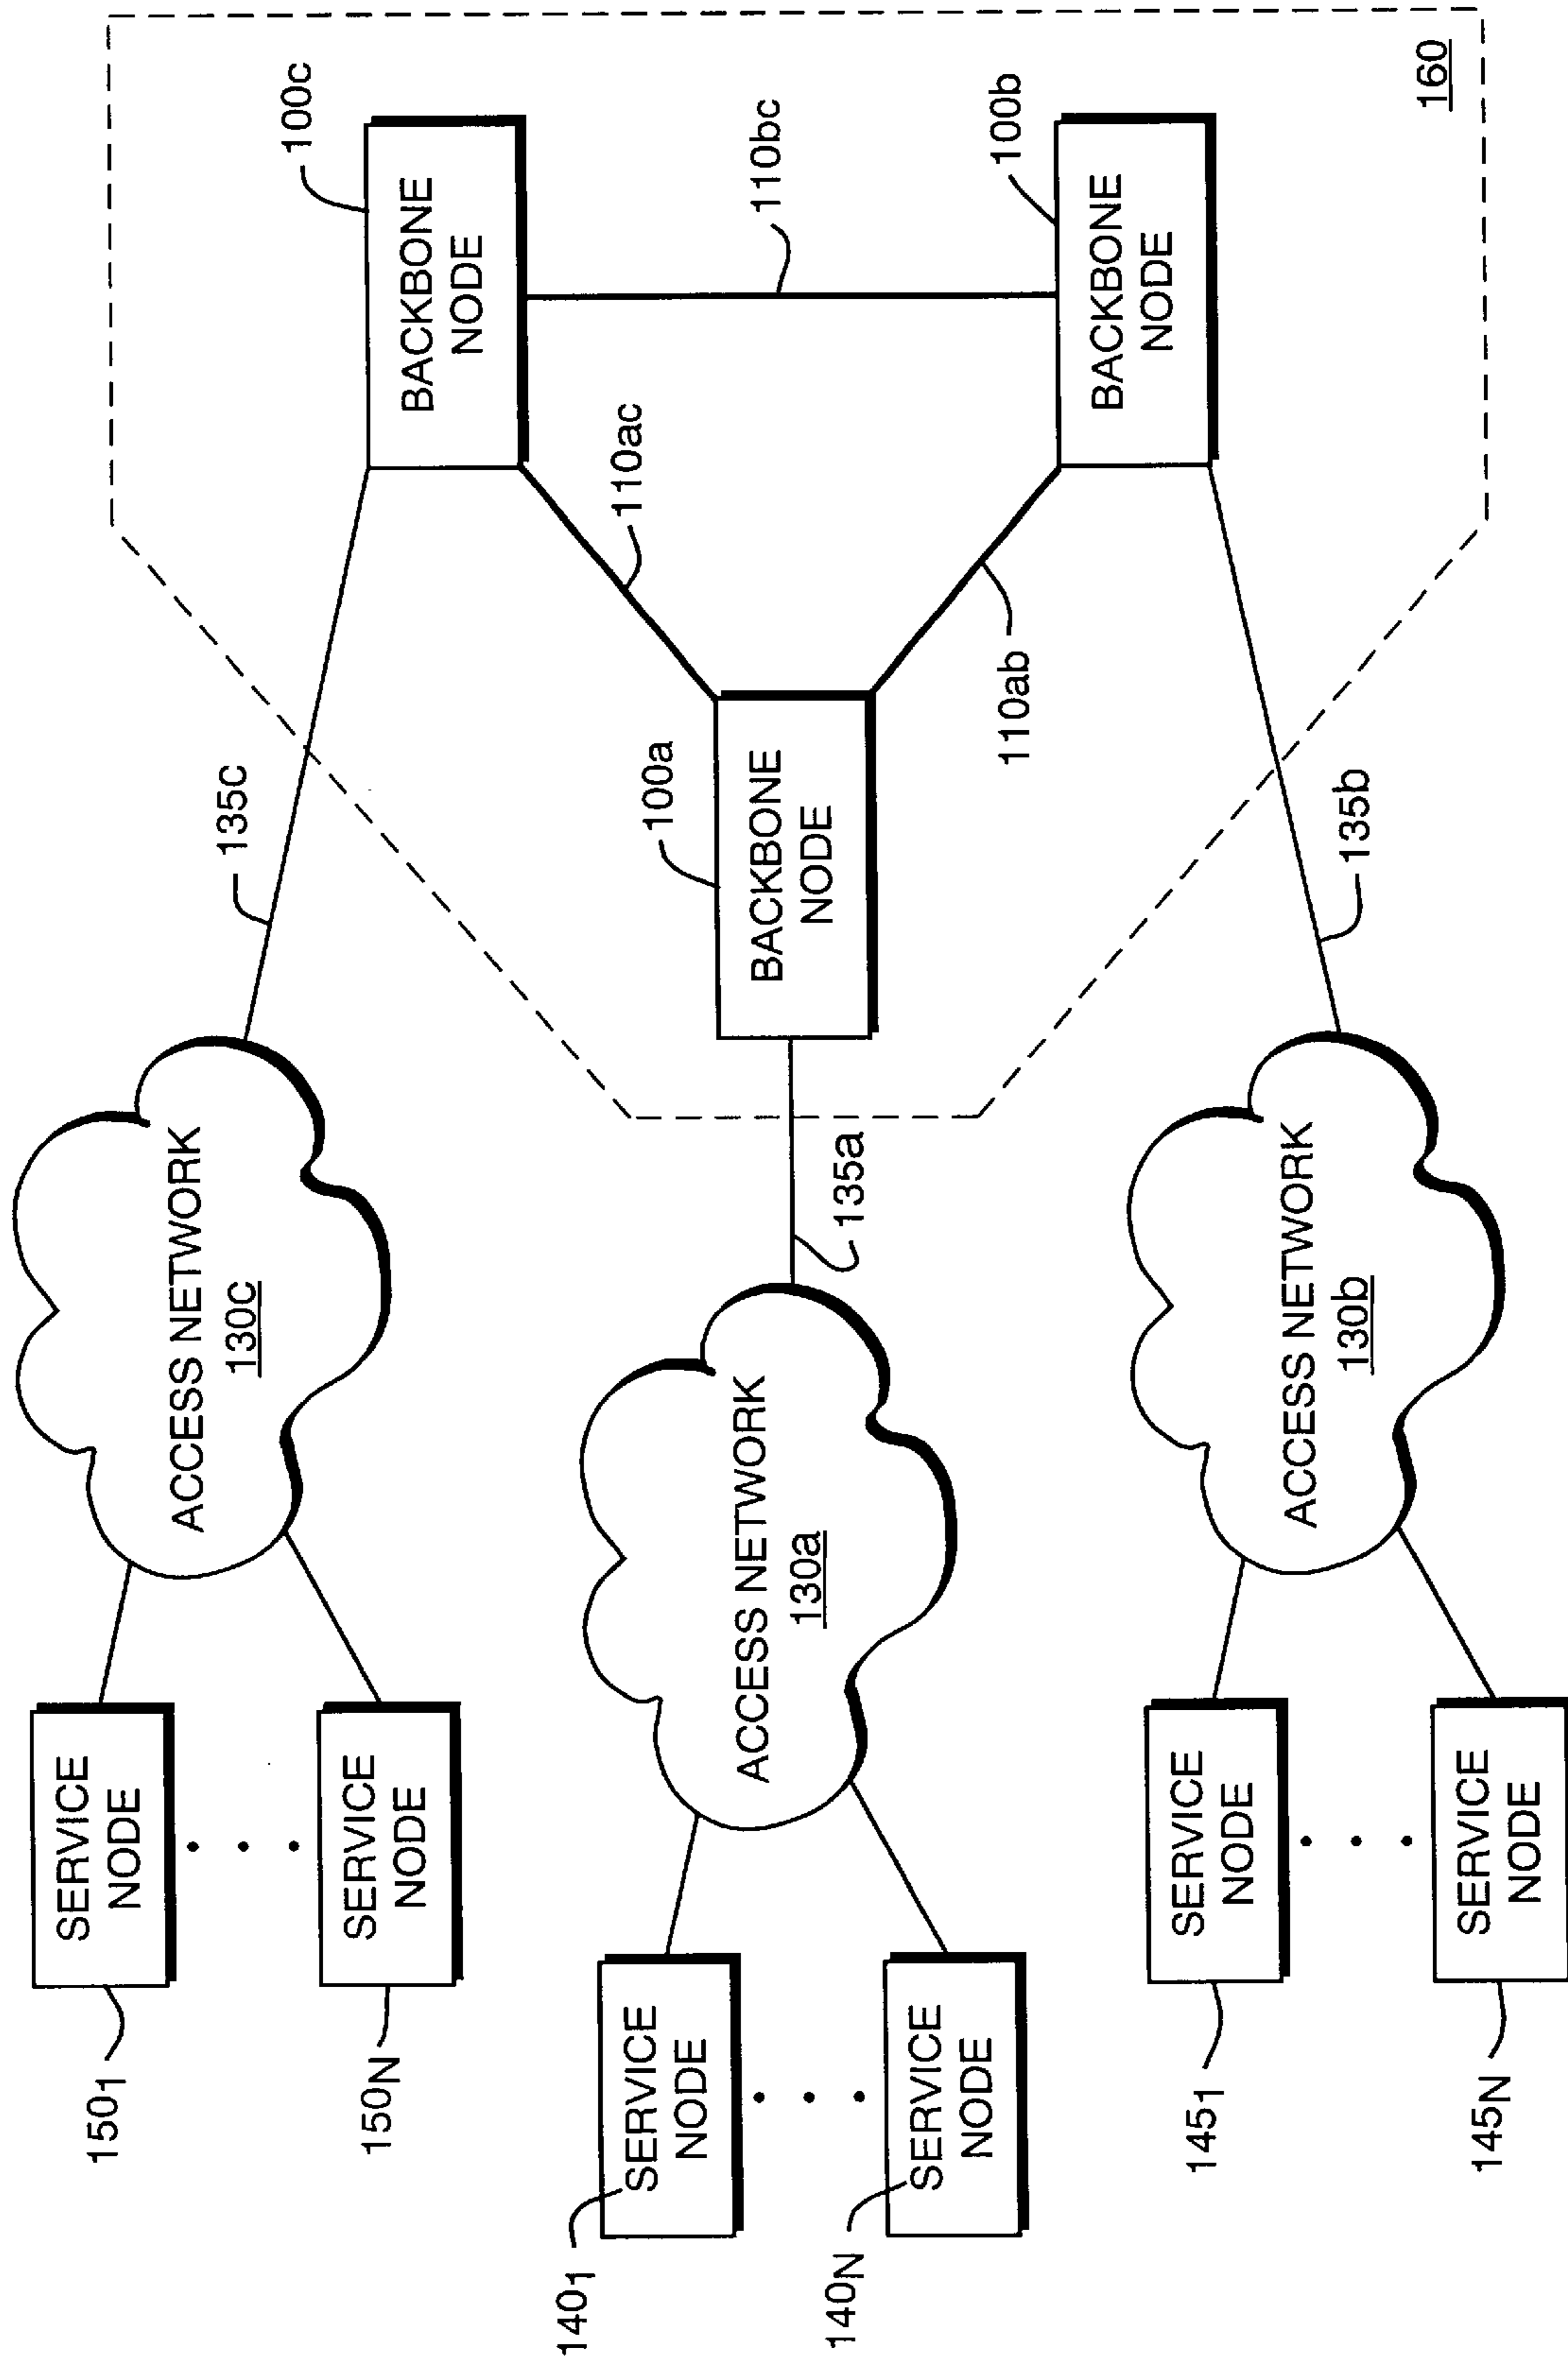 150₁
SERVICE
NODE
150N
SERVICE
NODE
ACCESS NETWORK
130c
135c
100c
BACKBONE
NODE
110ac
110bc
140₁
SERVICE
NODE
140N
SERVICE
NODE
ACCESS NETWORK
130a
135a
100a
BACKBONE
NODE
110ab
100b
BACKBONE
NODE
145₁
SERVICE
NODE
145N
SERVICE
NODE
ACCESS NETWORK
130b
135b
160